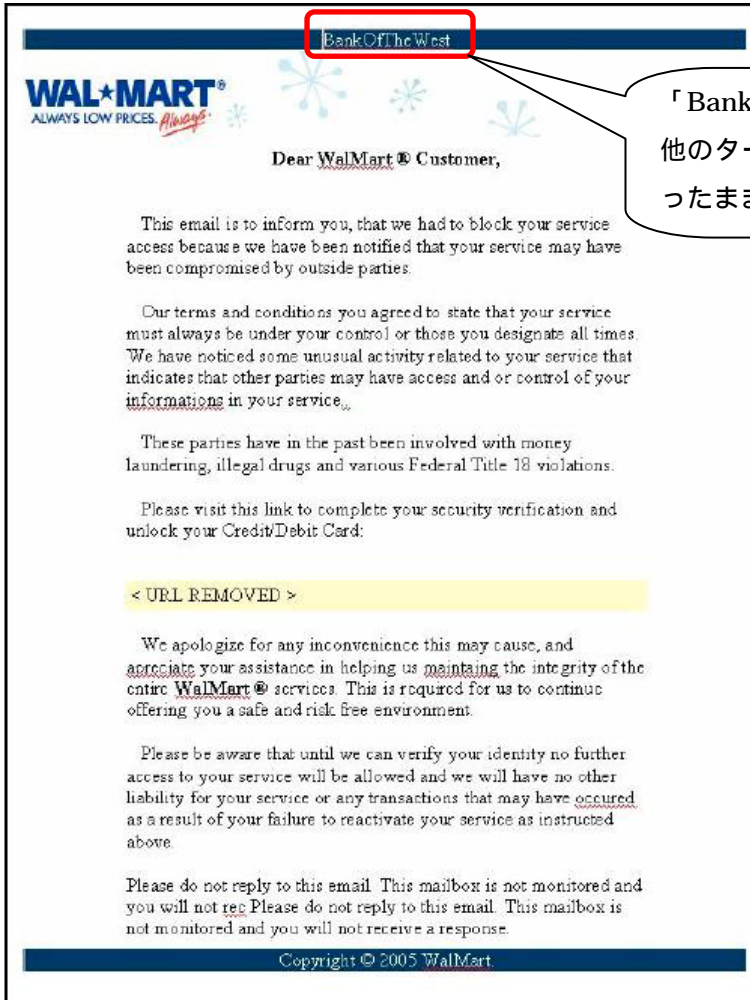 BankOfTheWest
WAL★MART®
ALWAYS LOW PRICES. Always.
「Bank
他のター
ったまま
Dear WalMart ® Customer,
This email is to inform you, that we had to block your service
access because we have been notified that your service may have
been compromised by outside parties.
Our terms and conditions you agreed to state that your service
must always be under your control or those you designate all times.
We have noticed some unusual activity related to your service that
indicates that other parties may have access and or control of your
informations in your service.
These parties have in the past been involved with money
laundering, illegal drugs and various Federal Title 18 violations.
Please visit this link to complete your security verification and
unlock your Credit/Debit Card:
< URL REMOVED >
We apologize for any inconvenience this may cause, and
apreciate your assistance in helping us maintaing the integrity of the
entire WalMart ® services. This is required for us to continue
offering you a safe and risk free environment.
Please be aware that until we can verify your identity no further
access to your service will be allowed and we will have no other
liability for your service or any transactions that may have occured
as a result of your failure to reactivate your service as instructed
above.
Please do not reply to this email. This mailbox is not monitored and
you will not rec Please do not reply to this email. This mailbox is
not monitored and you will not receive a response.
Copyright © 2005 WalMart.